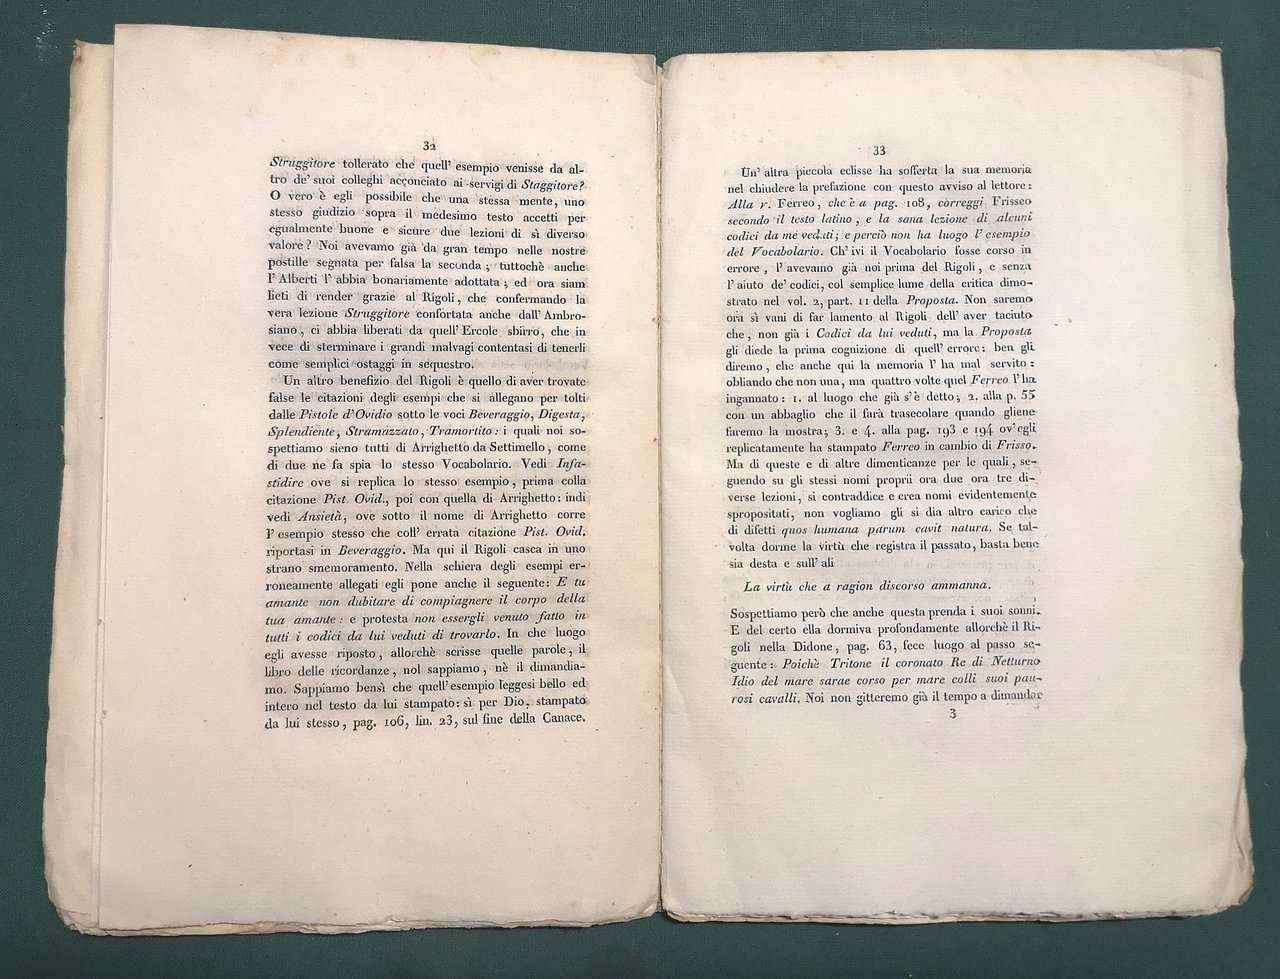 32
Struggitore tollerato che quell' esempio venisse da al-
tro de' suoi colleghi acconciato ai servigi di Staggitore?
O vero è egli possibile che una stessa mente, uno
stesso giudizio sopra il medesimo testo accetti per
egualmente buone e sicure due lezioni di sì diverso
valore? Noi avevamo già da gran tempo nelle nostre
postille segnata per falsa la seconda; tuttochè anche
l' Alberti l' abbia bonariamente adottata; ed ora siam
lieti di render grazie al Rigoli, che confermando la
vera lezione Struggitore confortata anche dall' Ambro-
siano, ci abbia liberati da quell' Ercole sbirro, che in
vece di sterminare i grandi malvagi contentasi di tenerli
come semplici ostaggi in sequestro.
Un altro benefizio del Rigoli è quello di aver trovate
false le citazioni degli esempi che si allegano per tolti
dalle Pistole d'Ovidio sotto le voci Beveraggio, Digesta,
Splendiente, Stramazzato, Tramortito: i quali noi so-
spettiamo sieno tutti di Arrighetto da Settimello, come
di due ne fa spia lo stesso Vocabolario. Vedi Infa-
stidire ove si replica lo stesso esempio, prima colla
citazione Pist. Ovid., poi con quella di Arrighetto: indi
vedi Ansietà, ove sotto il nome di Arrighetto corre
l' esempio stesso che coll' errata citazione Pist. Ovid.
riportasi in Beveraggio. Ma qui il Rigoli casca in uno
strano smemoramento. Nella schiera degli esempi er-
roneamente allegati egli pone anche il seguente: E tu
amante non dubitare di compiagnere il corpo della
tua amante: e protesta non essergli venuto fatto in
tutti i codici da lui veduti di trovarlo. In che luogo
egli avesse riposto, allorchè scrisse quelle parole, il
libro delle ricordanze, nol sappiamo, nè il dimandia-
mo. Sappiamo bensì che quell' esempio leggesi bello ed
intero nel testo da lui stampato: sì per Dio, stampato
da lui stesso, pag. 106, lin. 23, sul fine della Canace.
33
Un' altra piccola eclisse ha sofferta la sua memoria
nel chiudere la prefazione con questo avviso al lettore:
Alla v. Ferreo, che è a pag. 108, correggi Frisseo
secondo il testo latino, e la sana lezione di alcuni
codici da me veduti; e perciò non ha luogo l' esempio
del Vocabolario. Ch' ivi il Vocabolario fosse corso in
errore, l' avevamo già noi prima del Rigoli, e senza
l' aiuto de' codici, col semplice lume della critica dimo-
strato nel vol. 2, part. 11 della Proposta. Non saremo
ora sì vani di far lamento al Rigoli dell' aver taciuto
che, non già i Codici da lui veduti, ma la Proposta
gli diede la prima cognizione di quell' errore: ben gli
diremo, che anche qui la memoria l' ha mal servito:
obliando che non una, ma quattro volte quel Ferreo l' ha
ingannato: 1. al luogo che già s' è detto; 2. alla p. 55
con un abbaglio che il farà trasecolare quando gliene
faremo la mostra; 3. e 4. alla pag. 193 e 194 ov' egli
replicatamente ha stampato Ferreo in cambio di Frisso.
Ma di queste e di altre dimenticanze per le quali, se-
guendo su gli stessi nomi proprii ora due ora tre di-
verse lezioni, si contraddice e crea nomi evidentemente
spropositati, non vogliamo gli si dia altro carico che
di difetti quos humana parum cavit natura. Se tal-
volta dorme la virtù che registra il passato, basta bene
sia desta e sull' ali
La virtù che a ragion discorso ammanna.
Sospettiamo però che anche questa prenda i suoi sonni.
E del certo ella dormiva profondamente allorchè il Ri-
goli nella Didone, pag. 63, fece luogo al passo se-
guente: Poichè Tritone il coronato Re di Netturno
Idio del mare sarae corso per mare colli suoi pau-
rosi cavalli. Noi non gitteremo già il tempo a dimandar
3